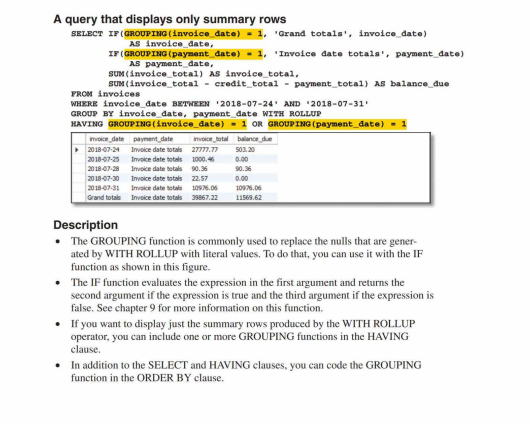 A query that displays only summary rows
SELECT IF(GROUPING(invoice_date) = 1, 'Grand totals', invoice_date)
AS invoice_date,
IF(GROUPING(invoice_date) = 1, 'Invoice date totals', payment_date)
AS payment_date,
SUM(invoice_total) AS invoice_total,
SUM(invoice_total - credit_total - payment_total) AS balance_due
FROM invoices
WHERE invoice_date BETWEEN '2018-07-24' AND '2018-07-31'
GROUP BY invoice_date, payment_date WITH ROLLUP
HAVING GROUPING(invoice_date) = 1 OR GROUPING(payment_date) = 1
invoice_date payment_date invoice_total balance_due
2018-07-24 Invoice date totals 27777.77 503.20
2018-07-25 Invoice date totals 1000.46 0.00
2018-07-28 Invoice date totals 90.36 90.36
2018-07-30 Invoice date totals 22.57 0.00
2018-07-31 Invoice date totals 10976.06 10976.06
Grand totals Invoice date totals 39867.22 11569.62
Description
• The GROUPING function is commonly used to replace the nulls that are gener-
ated by WITH ROLLUP with literal values. To do that, you can use it with the IF
function as shown in this figure.
• The IF function evaluates the expression in the first argument and returns the
second argument if the expression is true and the third argument if the expression is
false. See chapter 9 for more information on this function.
• If you want to display just the summary rows produced by the WITH ROLLUP
operator, you can include one or more GROUPING functions in the HAVING
clause.
• In addition to the SELECT and HAVING clauses, you can code the GROUPING
function in the ORDER BY clause.